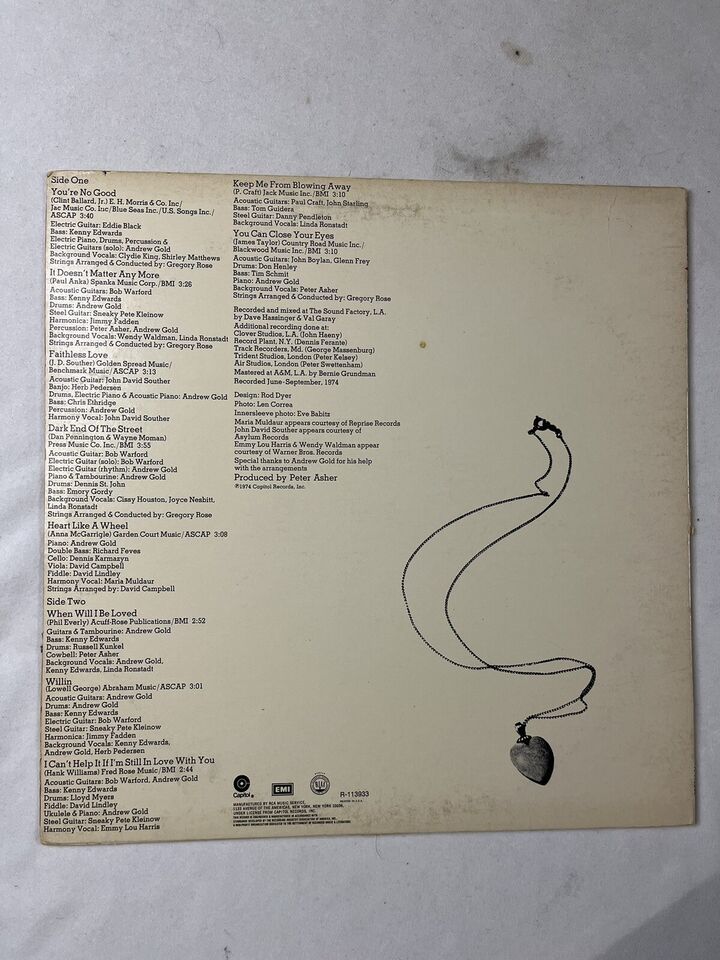 Side One
You're No Good
(Clint Ballard, Jr.) E. H. Morris & Co. Inc/
Jac Music Co. Inc/Blue Seas Inc./U.S. Songs Inc./
ASCAP 3:40
Electric Guitar: Eddie Black
Bass: Kenny Edwards
Electric Piano, Drums, Percussion &
Electric Guitars (solo): Andrew Gold
Background Vocals: Clydie King, Shirley Matthews
Strings Arranged & Conducted by: Gregory Rose
It Doesn't Matter Any More
(Paul Anka) Spanka Music Corp./BMI 3:26
Acoustic Guitar: Bob Warford
Bass: Kenny Edwards
Drums: Andrew Gold
Steel Guitar: Sneaky Pete Kleinow
Harmonica: Jimmy Fadden
Percussion: Peter Asher, Andrew Gold
Background Vocals: Wendy Waldman, Linda Ronstadt
Strings Arranged & Conducted by: Gregory Rose
Faithless Love
(J. D. Souther) Golden Spread Music/
Benchmark Music/ASCAP 3:13
Acoustic Guitar: John David Souther
Banjo: Herb Pedersen
Drums, Electric Piano & Acoustic Piano: Andrew Gold
Bass: Chris Ethridge
Percussion: Andrew Gold
Harmony Vocal: John David Souther
Dark End Of The Street
(Dan Pennington & Wayne Moman)
Press Music Co. Inc./BMI 3:55
Acoustic Guitar: Bob Warford
Electric Guitar (solo): Bob Warford
Electric Guitar (rhythm): Andrew Gold
Piano & Tambourine: Andrew Gold
Drums: Dennis St. John
Bass: Emory Gordy
Background Vocals: Cissy Houston, Joyce Nesbitt,
Linda Ronstadt
Strings Arranged & Conducted by: Gregory Rose
Heart Like A Wheel
(Anna McGarrigle) Garden Court Music/ASCAP 3:08
Piano: Andrew Gold
Double Bass: Richard Feves
Cello: Dennis Karmazyn
Viola: David Campbell
Fiddle: David Lindley
Harmony Vocal: Maria Muldaur
Strings Arranged by: David Campbell
Side Two
When Will I Be Loved
(Phil Everly) Acuff-Rose Publications/BMI 2:52
Guitars & Tambourine: Andrew Gold
Bass: Kenny Edwards
Drums: Russell Kunkel
Cowbell: Peter Asher
Background Vocals: Andrew Gold,
Kenny Edwards, Linda Ronstadt
Willin
(Lowell George) Abraham Music/ASCAP 3:01
Acoustic Guitars: Andrew Gold
Drums: Andrew Gold
Bass: Kenny Edwards
Electric Guitar: Bob Warford
Steel Guitar: Sneaky Pete Kleinow
Harmonica: Jimmy Fadden
Background Vocals: Kenny Edwards,
Andrew Gold, Herb Pedersen
I Can't Help It If I'm Still In Love With You
(Hank Williams) Fred Rose Music/BMI 2:44
Acoustic Guitars: Bob Warford, Andrew Gold
Bass: Kenny Edwards
Drums: Lloyd Myers
Fiddle: David Lindley
Ukulele & Piano: Andrew Gold
Steel Guitar: Sneaky Pete Kleinow
Harmony Vocal: Emmy Lou Harris
Keep Me From Blowing Away
(P. Craft) Jack Music Inc./BMI 3:10
Acoustic Guitars: Paul Craft, John Starling
Bass: Tom Guidera
Steel Guitar: Danny Pendleton
Background Vocals: Linda Ronstadt
You Can Close Your Eyes
(James Taylor) Country Road Music Inc./
Blackwood Music Inc./BMI 3:10
Acoustic Guitars: John Boylan, Glenn Frey
Drums: Don Henley
Bass: Tim Schmit
Piano: Andrew Gold
Background Vocals: Peter Asher
Strings Arranged & Conducted by: Gregory Rose
Recorded and mixed at The Sound Factory, L.A.
by Dave Hassinger & Val Garay
Additional recording done at:
Clover Studios, L.A. (John Heeny)
Record Plant, N.Y. (Dennis Ferante)
Track Recorders, Md. (George Massenburg)
Trident Studios, London (Peter Kelsey)
Air Studios, London (Peter Swettenham)
Mastered at A&M, L.A. by Bernie Grundman
Recorded June-September, 1974
Design: Rod Dyer
Photo: Len Correa
Innersleeve photo: Eve Babitz
Maria Muldaur appears courtesy of Reprise Records
John David Souther appears courtesy of
Asylum Records
Emmy Lou Harris & Wendy Waldman appear
courtesy of Warner Bros. Records
Special thanks to Andrew Gold for his help
with the arrangements
Produced by Peter Asher
℗1974 Capitol Records, Inc.
Capitol
EMI
R-113933
MANUFACTURED BY RCA MUSIC SERVICE,
1133 AVENUE OF THE AMERICAS, NEW YORK, NEW YORK 10036,
UNDER LICENSE FROM CAPITOL RECORDS, INC.